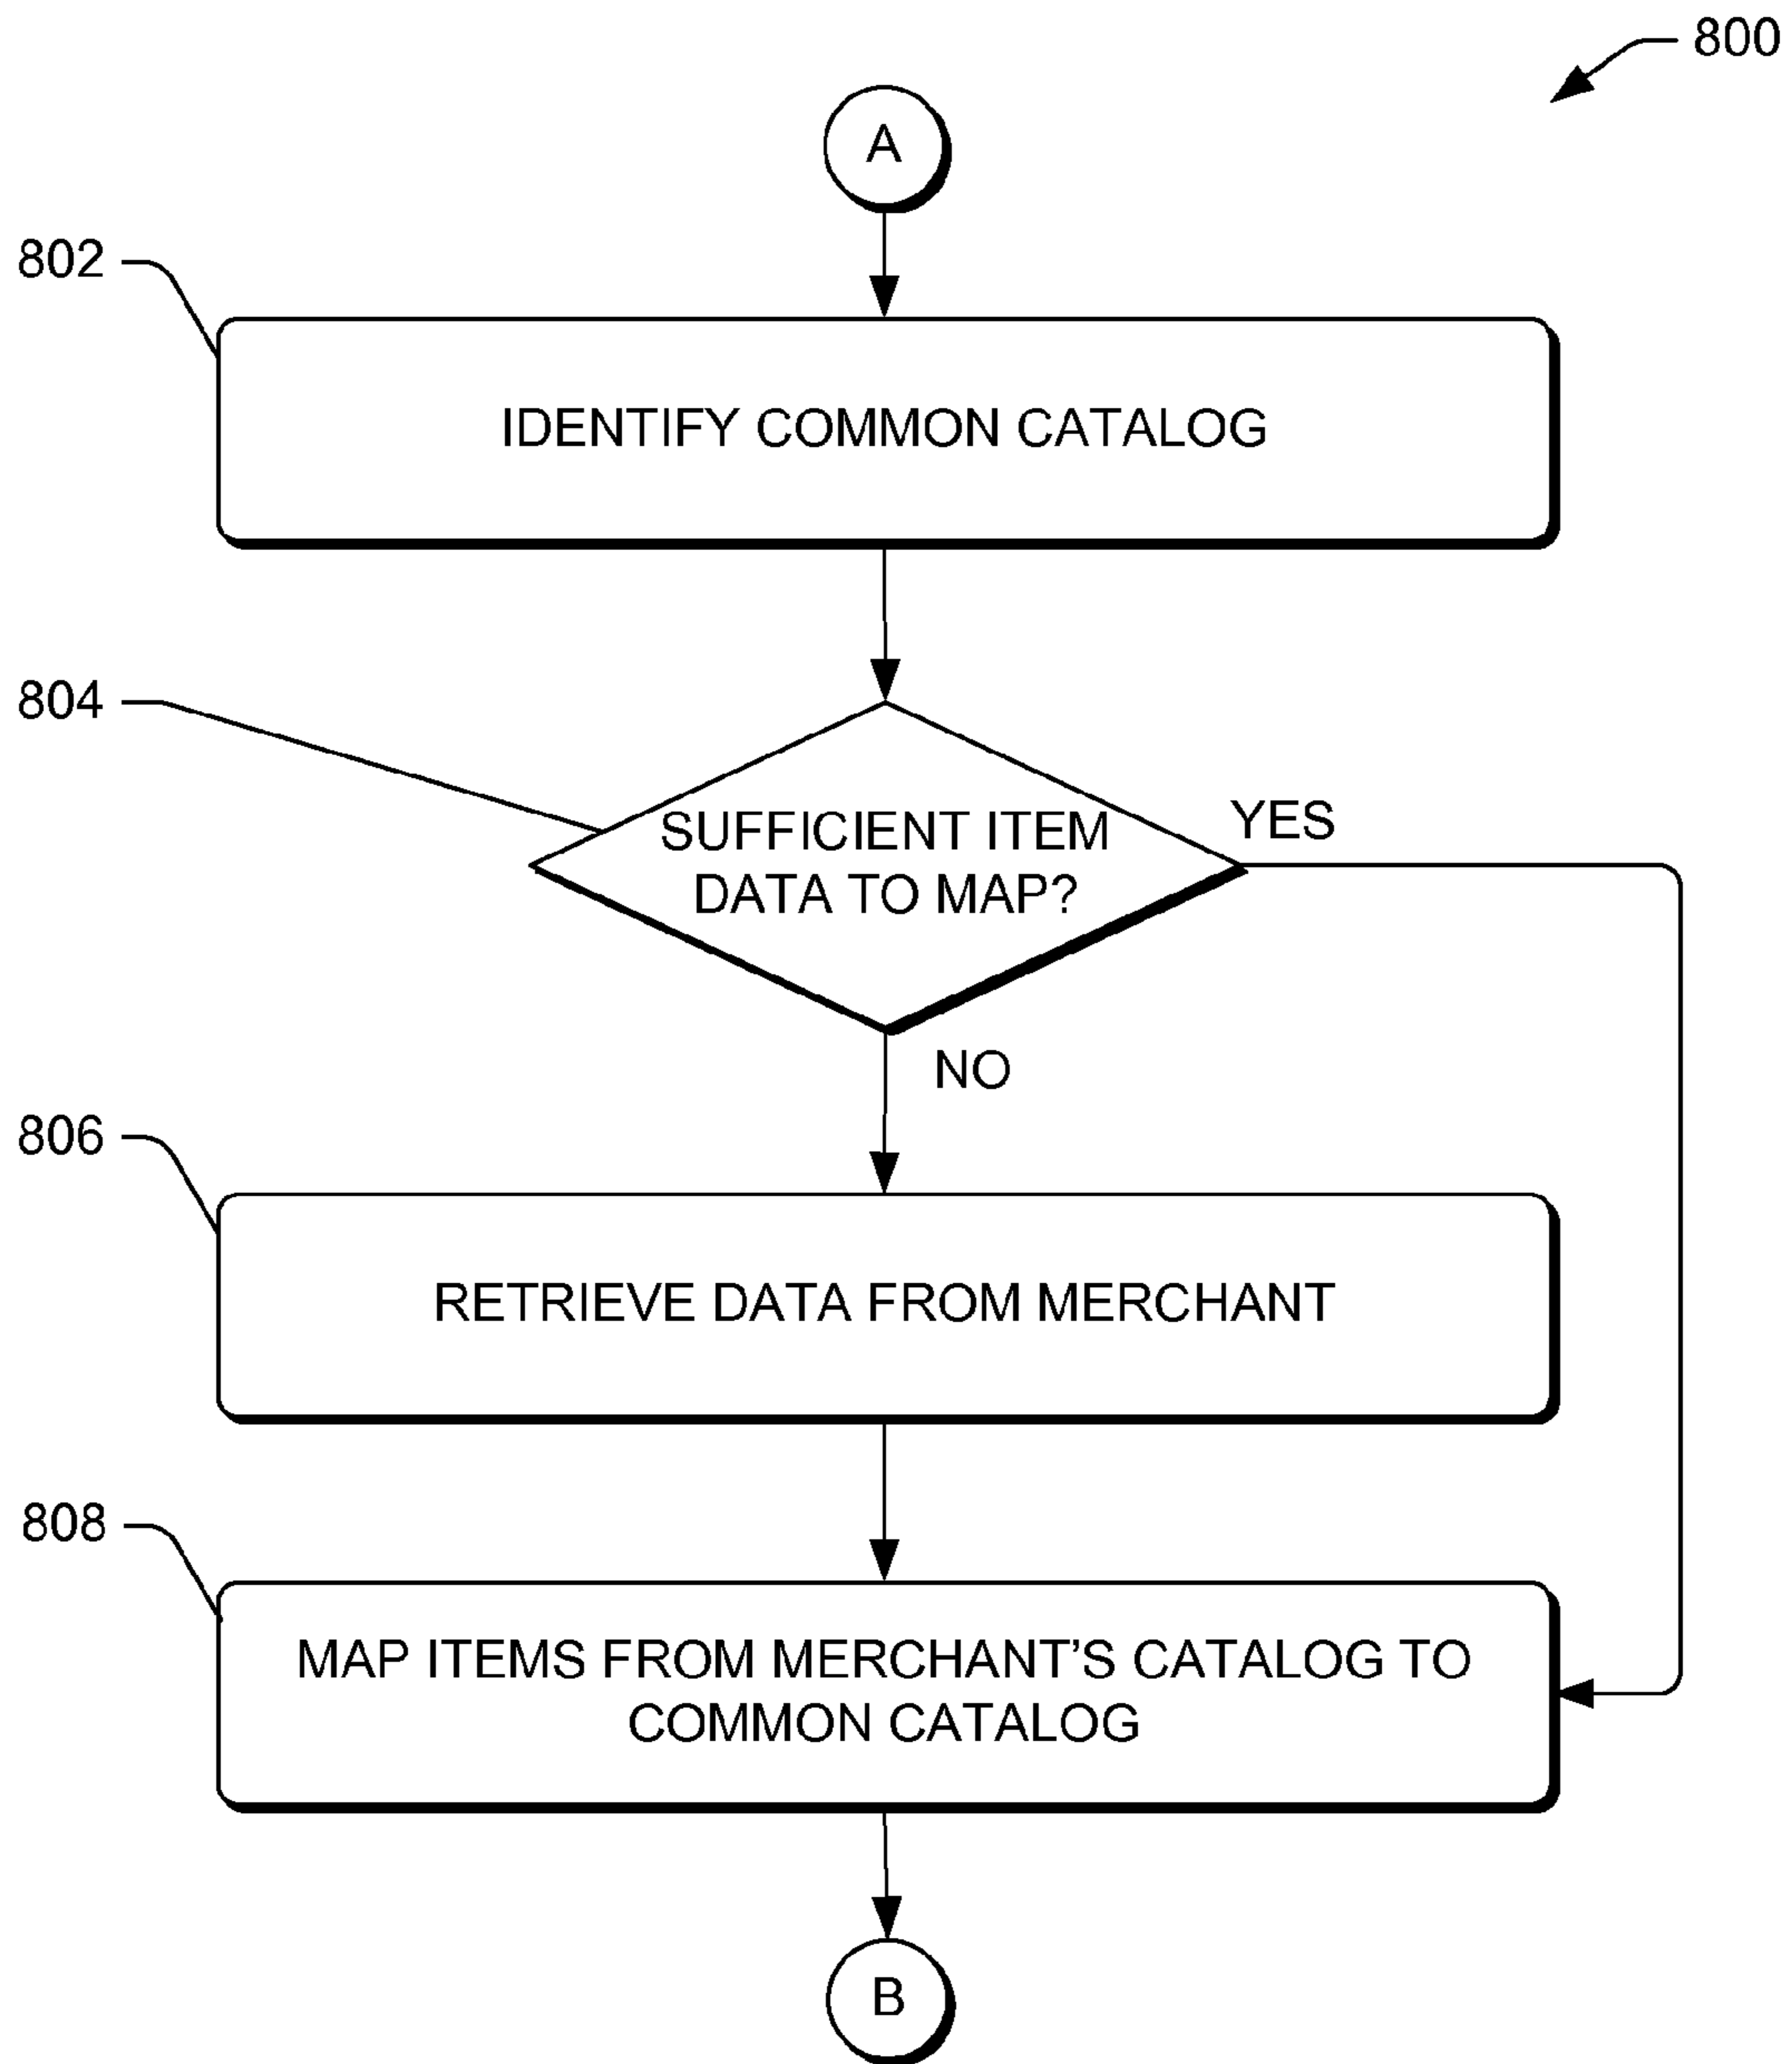 800
A
802
IDENTIFY COMMON CATALOG
804
SUFFICIENT ITEM
DATA TO MAP?
YES
NO
806
RETRIEVE DATA FROM MERCHANT
808
MAP ITEMS FROM MERCHANT'S CATALOG TO
COMMON CATALOG
B